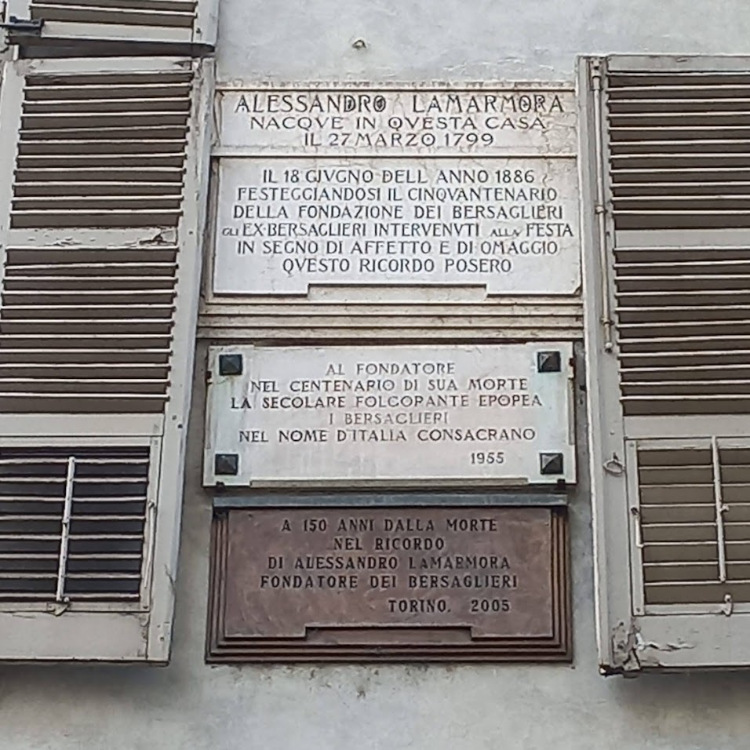 ALESSANDRO LAMARMORA
NACQVE IN QVESTA CASA
IL 27 MARZO 1799
IL 18 GIVGNO DELL ANNO 1886
FESTEGGIANDOSI IL CINQVANTENARIO
DELLA FONDAZIONE DEI BERSAGLIERI
GLI EX-BERSAGLIERI INTERVENVTI ALLA FESTA
IN SEGNO DI AFFETTO E DI OMAGGIO
QVESTO RICORDO POSERO
AL FONDATORE
NEL CENTENARIO DI SUA MORTE
LA SECOLARE FOLGORANTE EPOPEA
I BERSAGLIERI
NEL NOME D'ITALIA CONSACRANO
1955
A 150 ANNI DALLA MORTE
NEL RICORDO
DI ALESSANDRO LAMARMORA
FONDATORE DEI BERSAGLIERI
TORINO. 2005